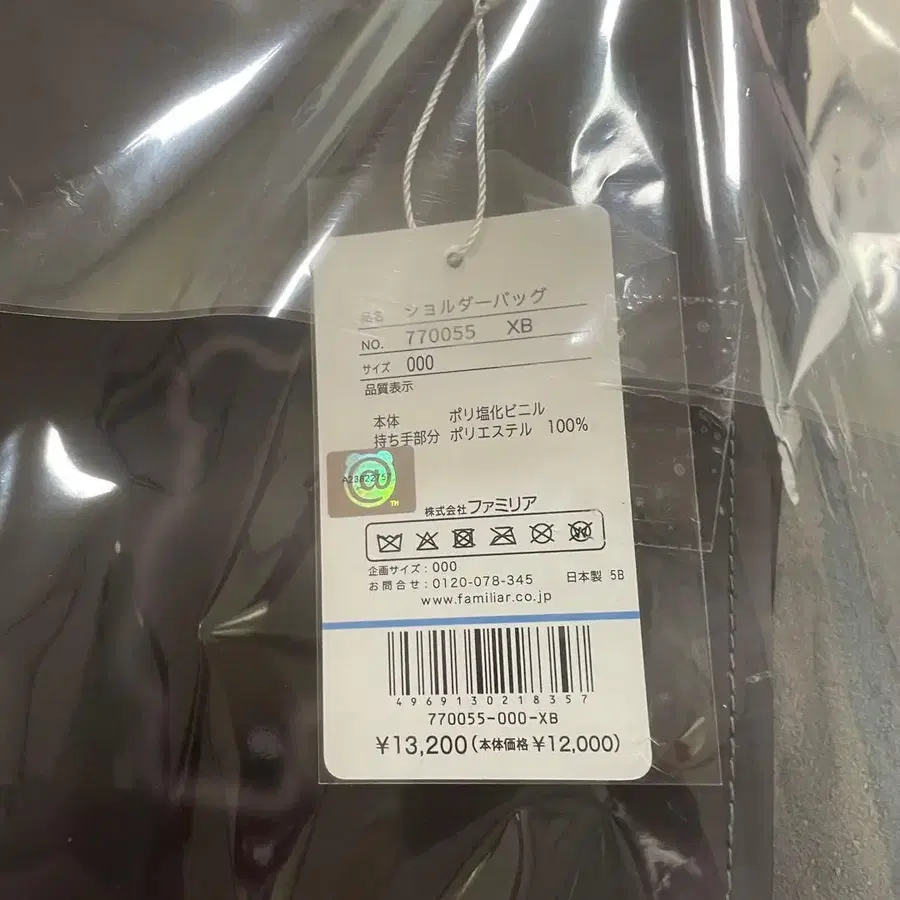 品名 ショルダーバッグ
NO. 770055 XB
サイズ 000
品質表示
本体 ポリ塩化ビニル
持ち手部分 ポリエステル 100%
@
TM
株式会社ファミリア
企画サイズ:000
お問合せ:0120-078-345 日本製 5B
www.familiar.co.jp
4969130218357
770055-000-XB
¥13,200(本体価格 ¥12,000)